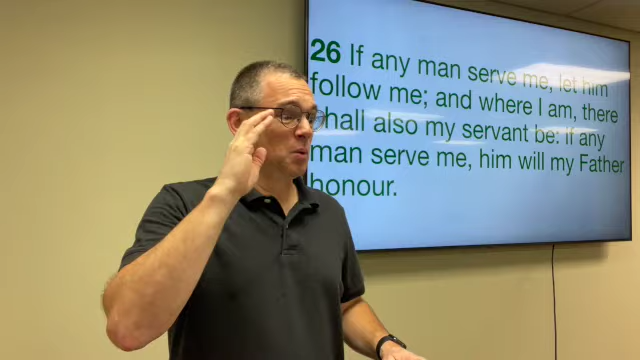 26 If any man serve me, let him
follow me; and where I am, there
shall also my servant be: if any
man serve me, him will my Father
honour.